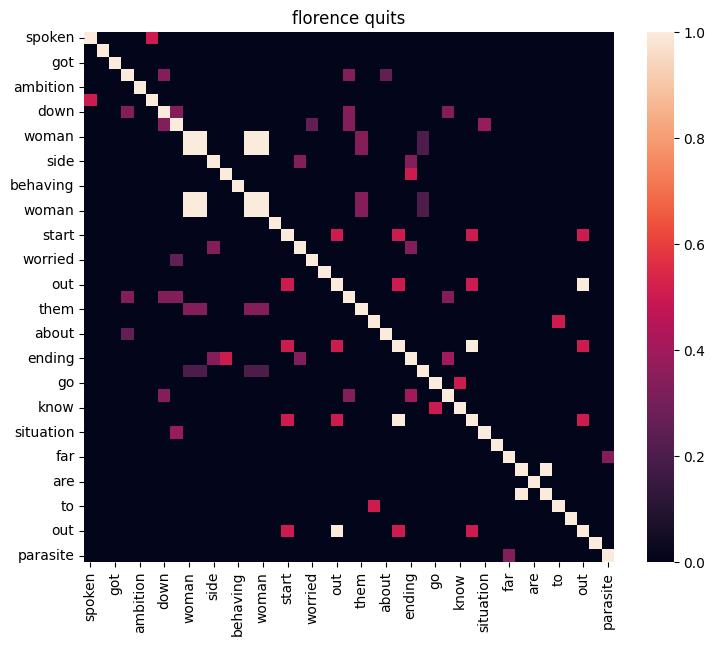 florence quits
spoken
got
ambition
down
woman
side
behaving
woman
start
worried
out
them
about
ending
go
know
situation
far
are
to
out
parasite
1.0
0.8
0.6
0.4
0.2
0.0
spoken
got
ambition
down
woman
side
behaving
woman
start
worried
out
them
about
ending
go
know
situation
far
are
to
out
parasite